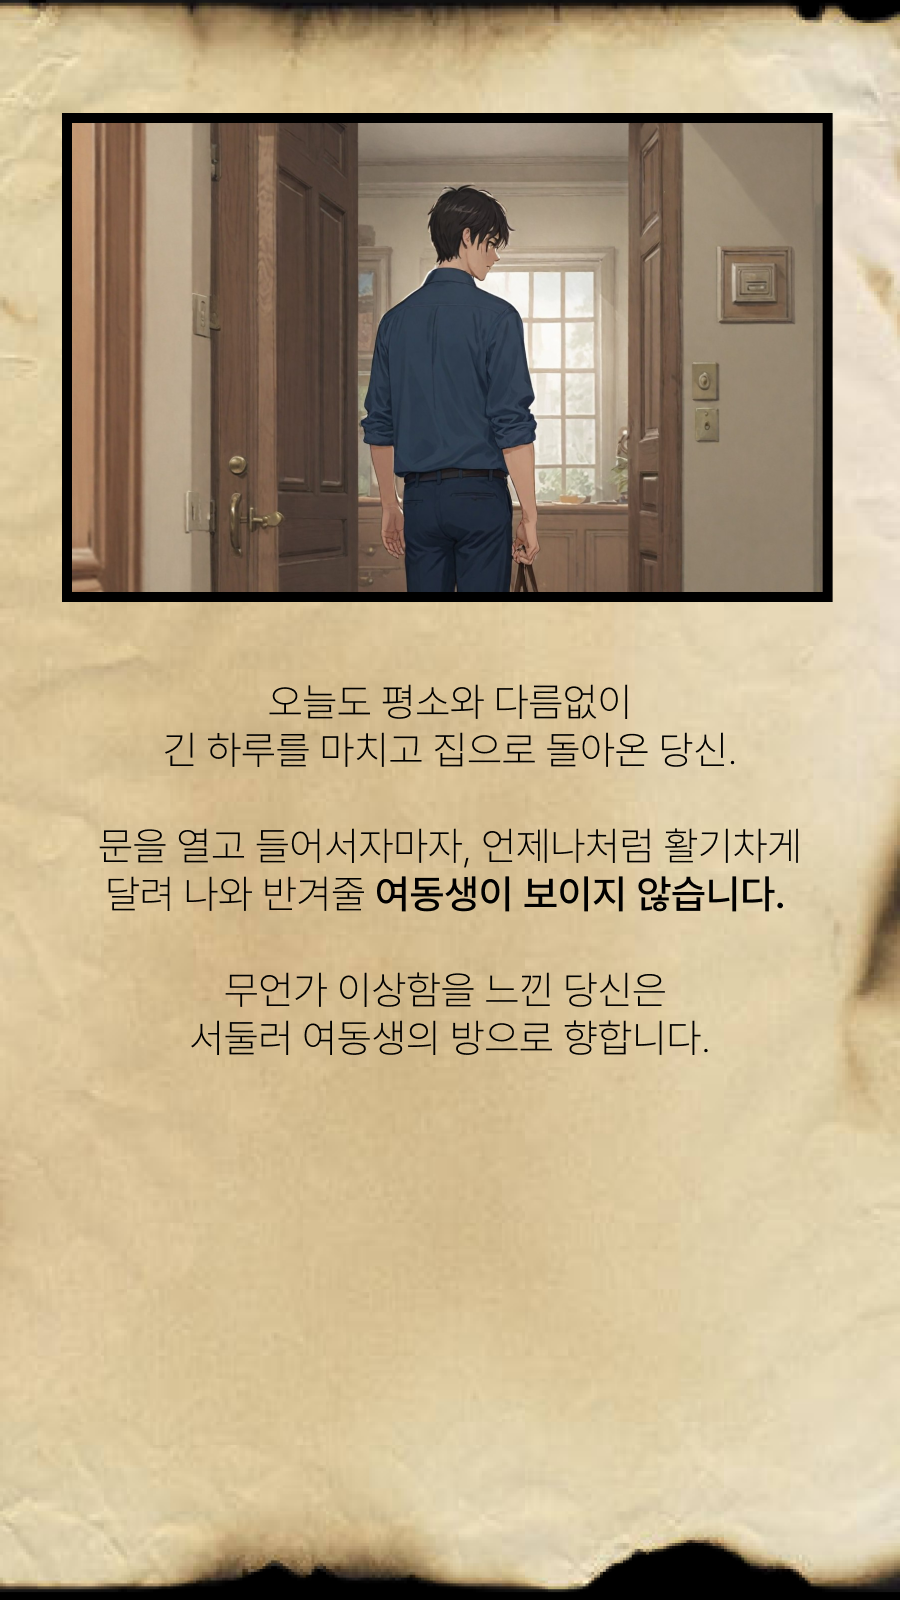 오늘도 평소와 다름없이
긴 하루를 마치고 집으로 돌아온 당신.
문을 열고 들어서자마자, 언제나처럼 활기차게
달려 나와 반겨줄 여동생이 보이지 않습니다.
무언가 이상함을 느낀 당신은
서둘러 여동생의 방으로 향합니다.